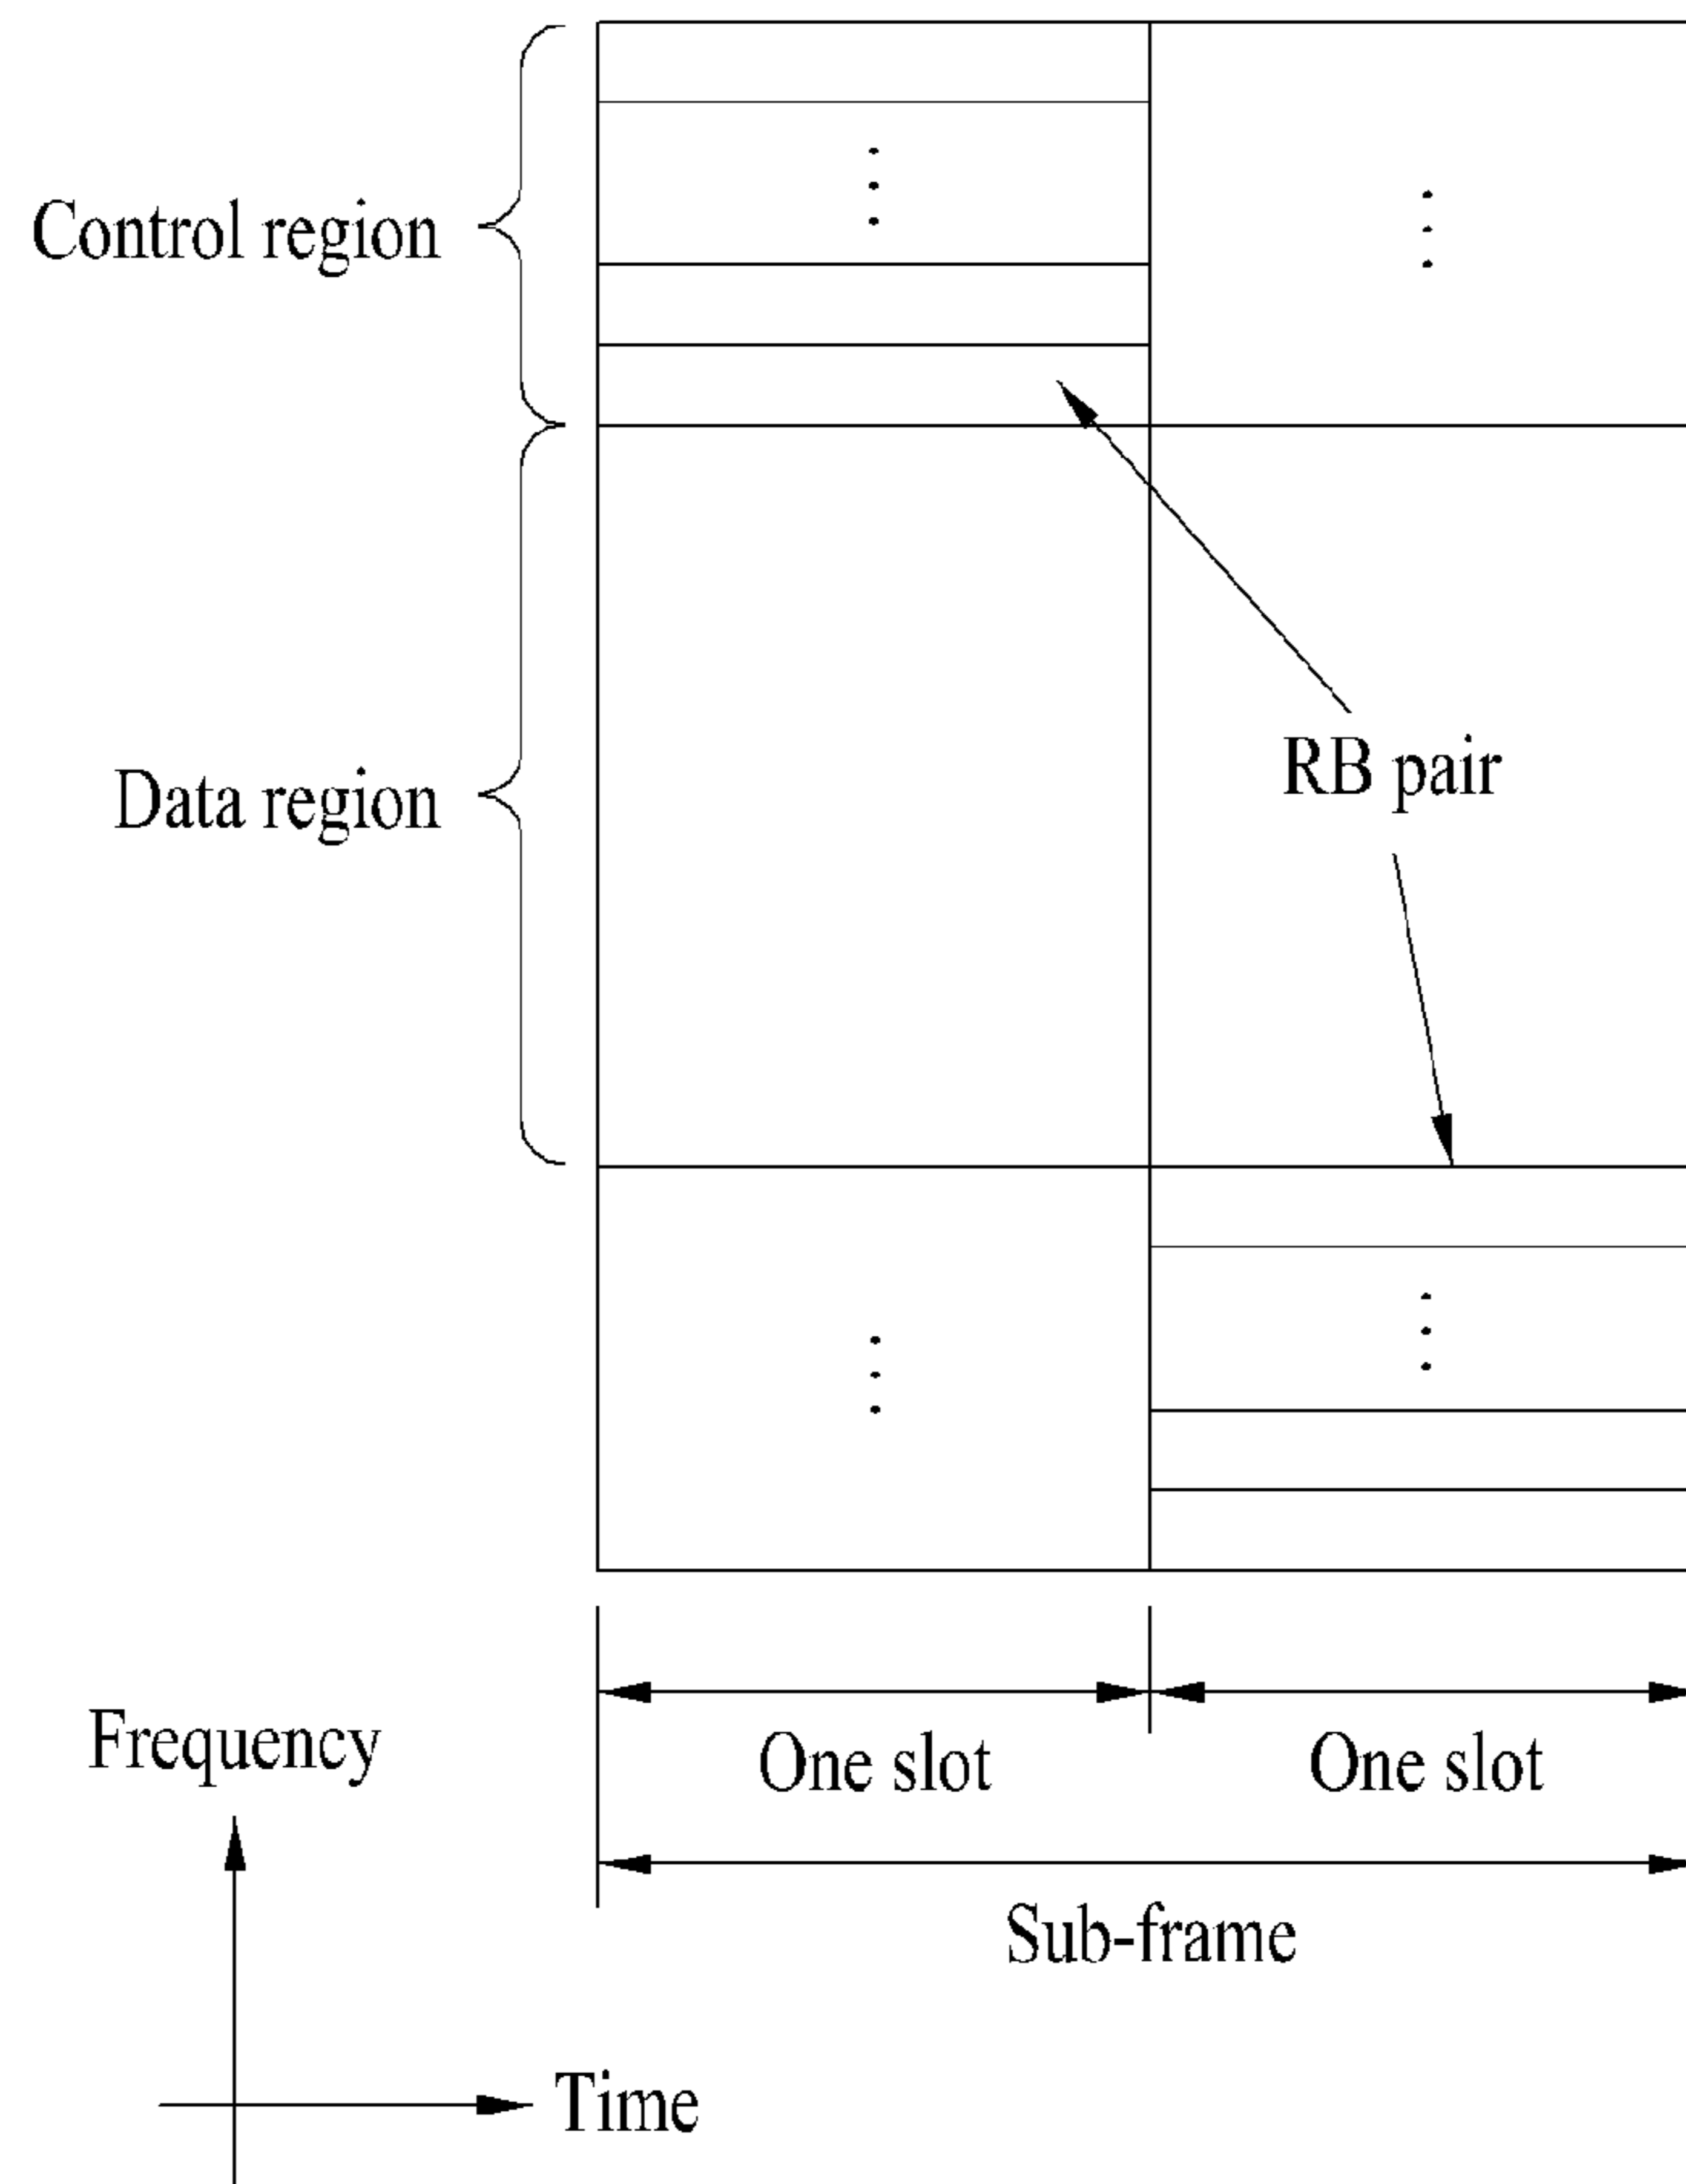 Control region
Data region
RB pair
Frequency
One slot
One slot
Sub-frame
Time